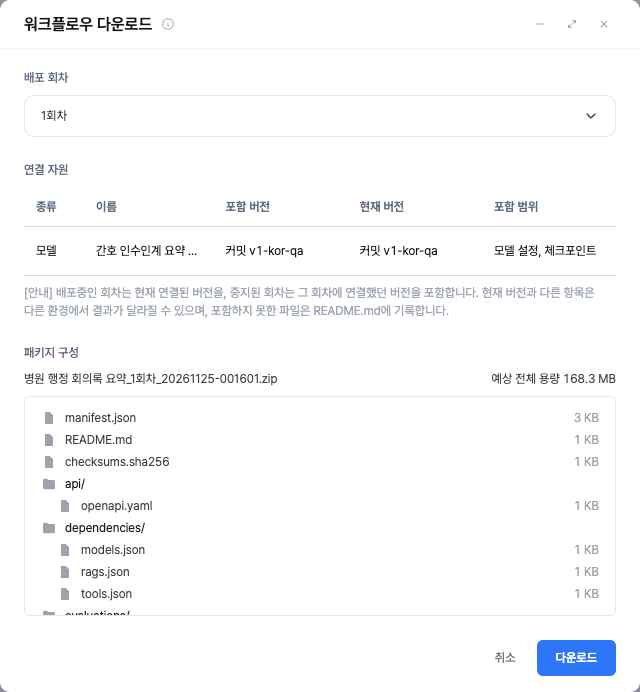 워크플로우 다운로드
배포 회차
1회차
연결 자원
종류 이름 포함 버전 현재 버전 포함 범위
모델 간호 인수인계 요약 ... 커밋 v1-kor-qa 커밋 v1-kor-qa 모델 설정, 체크포인트
[안내] 배포중인 회차는 현재 연결된 버전을, 중지된 회차는 그 회차에 연결했던 버전을 포함합니다. 현재 버전과 다른 항목은
다른 환경에서 결과가 달라질 수 있으며, 포함하지 못한 파일은 README.md에 기록합니다.
패키지 구성
병원 행정 회의록 요약_1회차_20261125-001601.zip 예상 전체 용량 168.3 MB
manifest.json 3 KB
README.md 1 KB
checksums.sha256 1 KB
api/
openapi.yaml 1 KB
dependencies/
models.json 1 KB
rags.json 1 KB
tools.json 1 KB
evaluations/
취소 다운로드